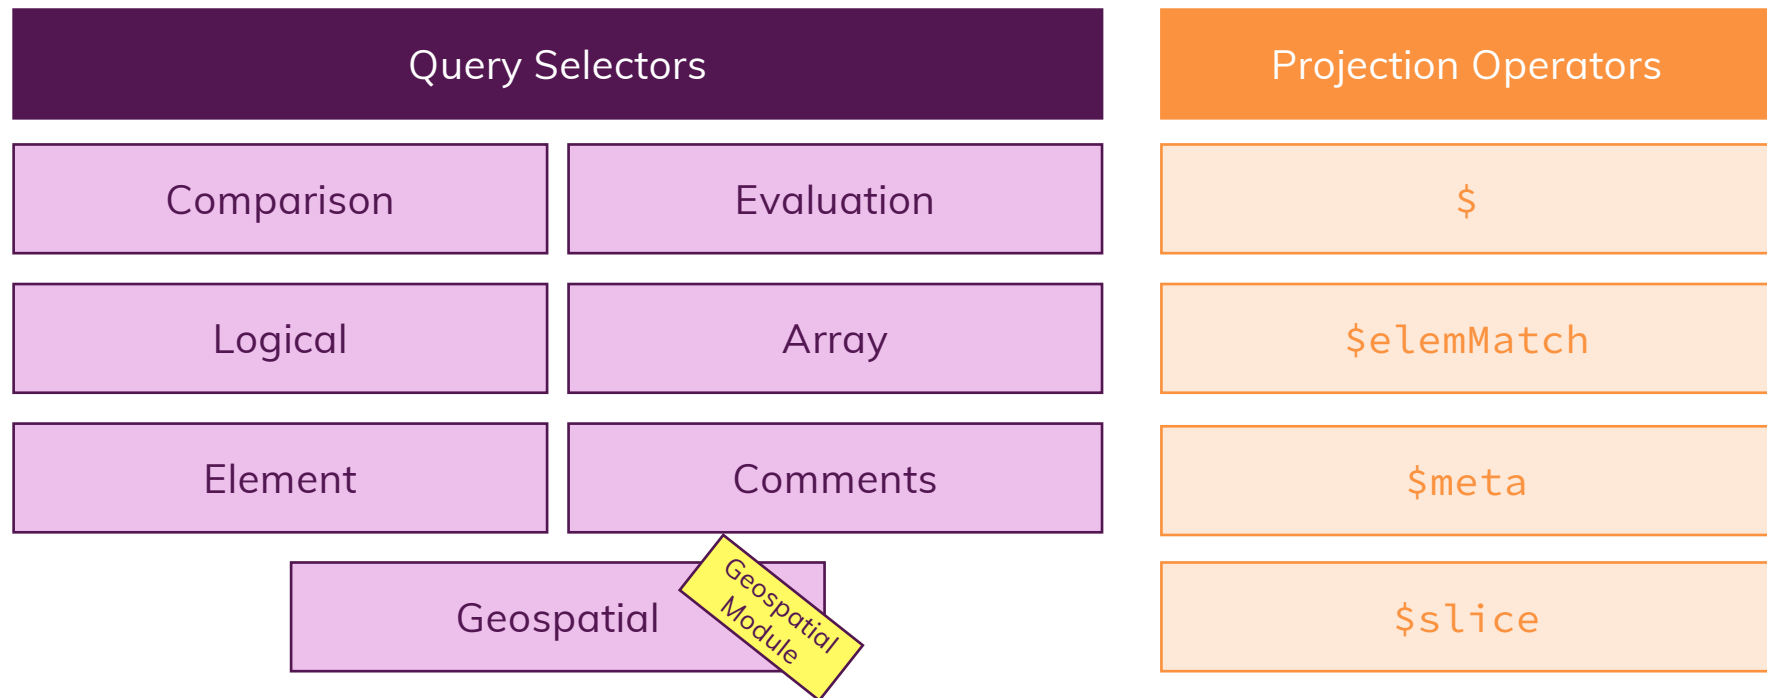 Query Selectors
Projection Operators
Comparison
Evaluation
$
Logical
Array
$elemMatch
Element
Comments
$meta
Geospatial
Geospatial
Module
$slice